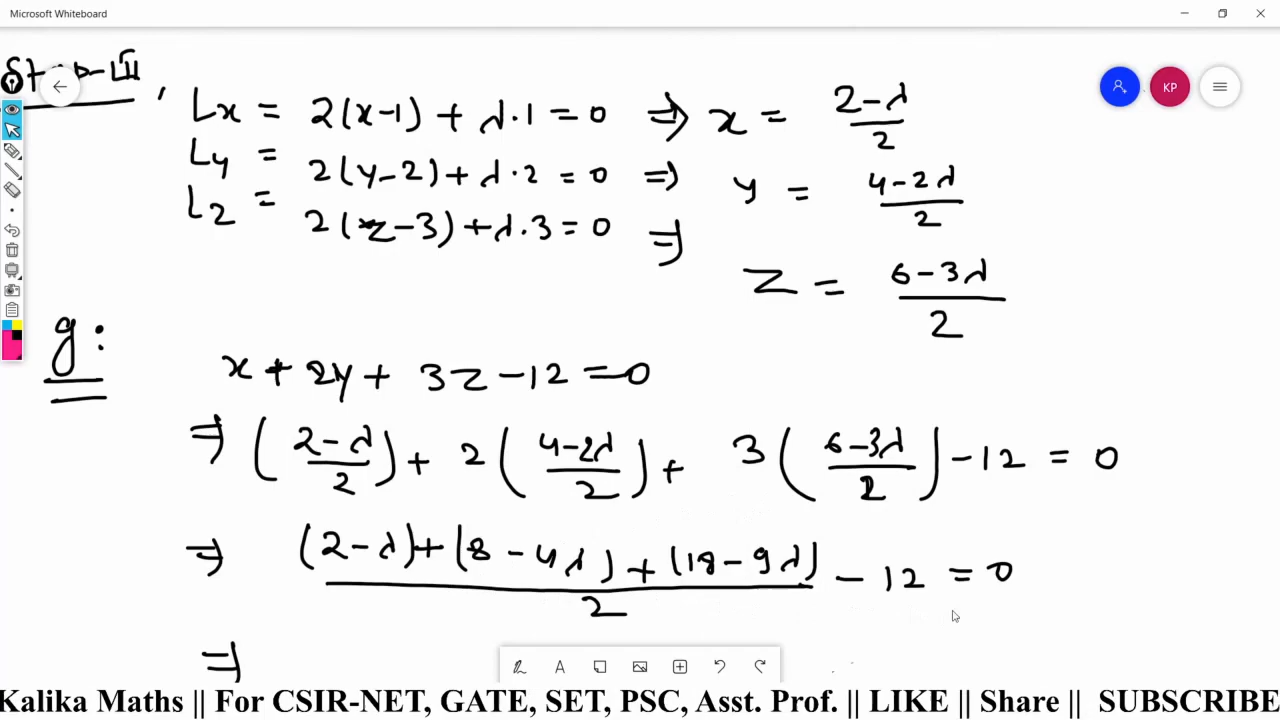 Microsoft Whiteboard
Step-III,
Lx = 2(x-1) + λ·1 = 0 ⇒ x = (2-λ)/2
Ly = 2(y-2) + λ·2 = 0 ⇒ y = (4-2λ)/2
Lz = 2(z-3) + λ·3 = 0 ⇒ z = (6-3λ)/2
KP
g: x + 2y + 3z - 12 = 0
⇒ ((2-λ)/2) + 2((4-2λ)/2) + 3((6-3λ)/2) - 12 = 0
⇒ ((2-λ) + (8-4λ) + (18-9λ))/2 - 12 = 0
⇒
Kalika Maths || For CSIR-NET, GATE, SET, PSC, Asst. Prof. || LIKE || Share || SUBSCRIBE